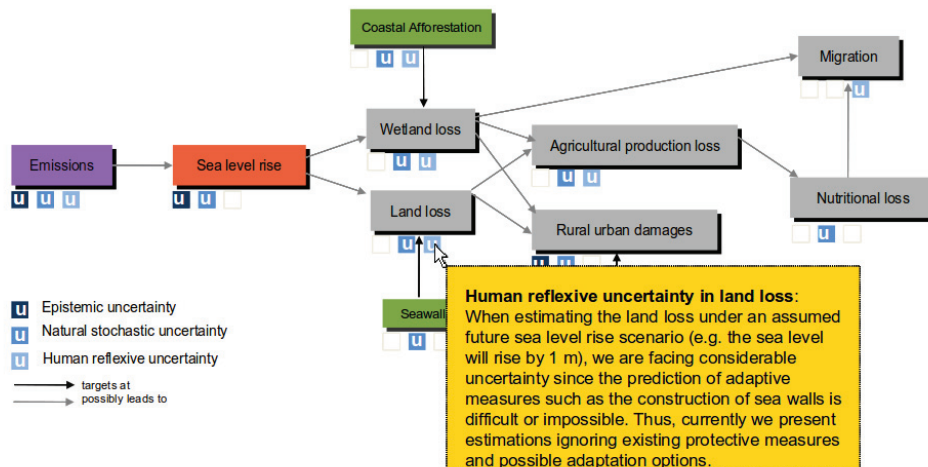 Coastal Afforestation
u u
Migration
u
Wetland loss
u u
Agricultural production loss
u u
Emissions
u u u
Sea level rise
u u
Land loss
u u
Nutritional loss
u
Rural urban damages
u u
Seawall
u
u Epistemic uncertainty
u Natural stochastic uncertainty
u Human reflexive uncertainty
targets at
possibly leads to
Human reflexive uncertainty in land loss:
When estimating the land loss under an assumed
future sea level rise scenario (e.g. the sea level
will rise by 1 m), we are facing considerable
uncertainty since the prediction of adaptive
measures such as the construction of sea walls is
difficult or impossible. Thus, currently we present
estimations ignoring existing protective measures
and possible adaptation options.